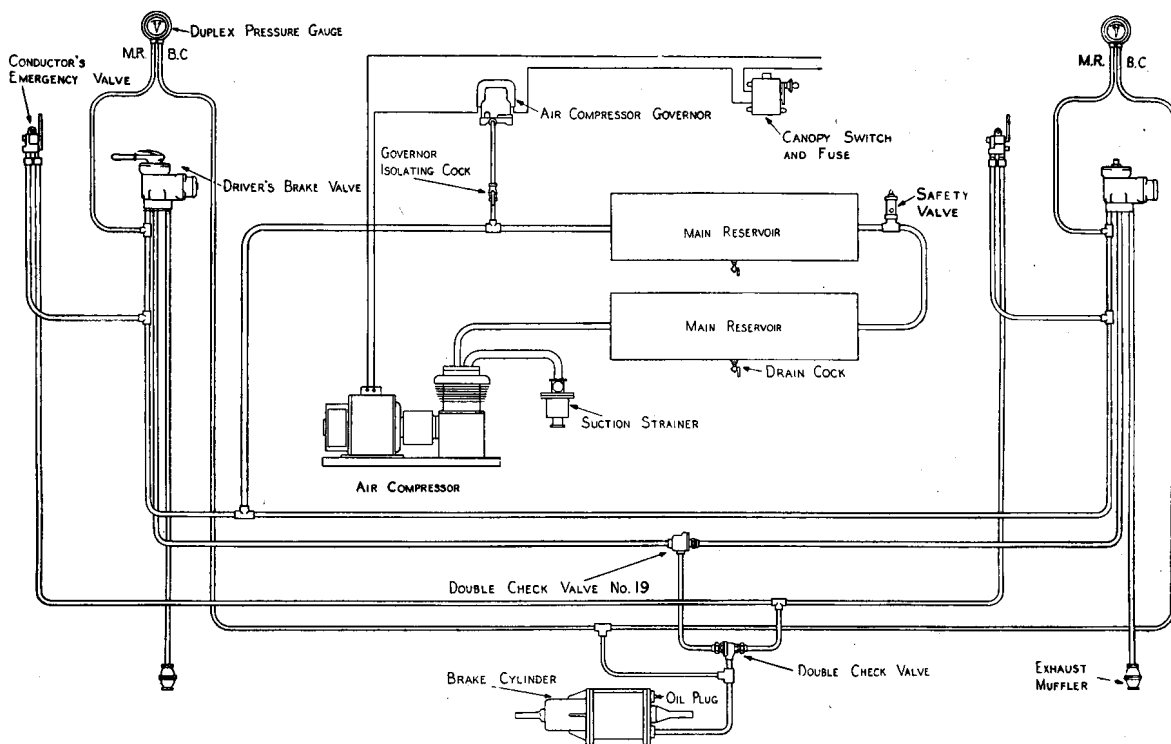 DUPLEX PRESSURE GAUGE
M.R.
B.C
M.R.
B.C
CONDUCTOR'S
EMERGENCY VALVE
AIR COMPRESSOR GOVERNOR
CANOPY SWITCH
AND FUSE
GOVERNOR
ISOLATING COCK
DRIVER'S BRAKE VALVE
SAFETY
VALVE
MAIN RESERVOIR
MAIN RESERVOIR
DRAIN COCK
SUCTION STRAINER
AIR COMPRESSOR
DOUBLE CHECK VALVE No. 19
DOUBLE CHECK
VALVE
EXHAUST
MUFFLER
BRAKE CYLINDER
OIL PLUG